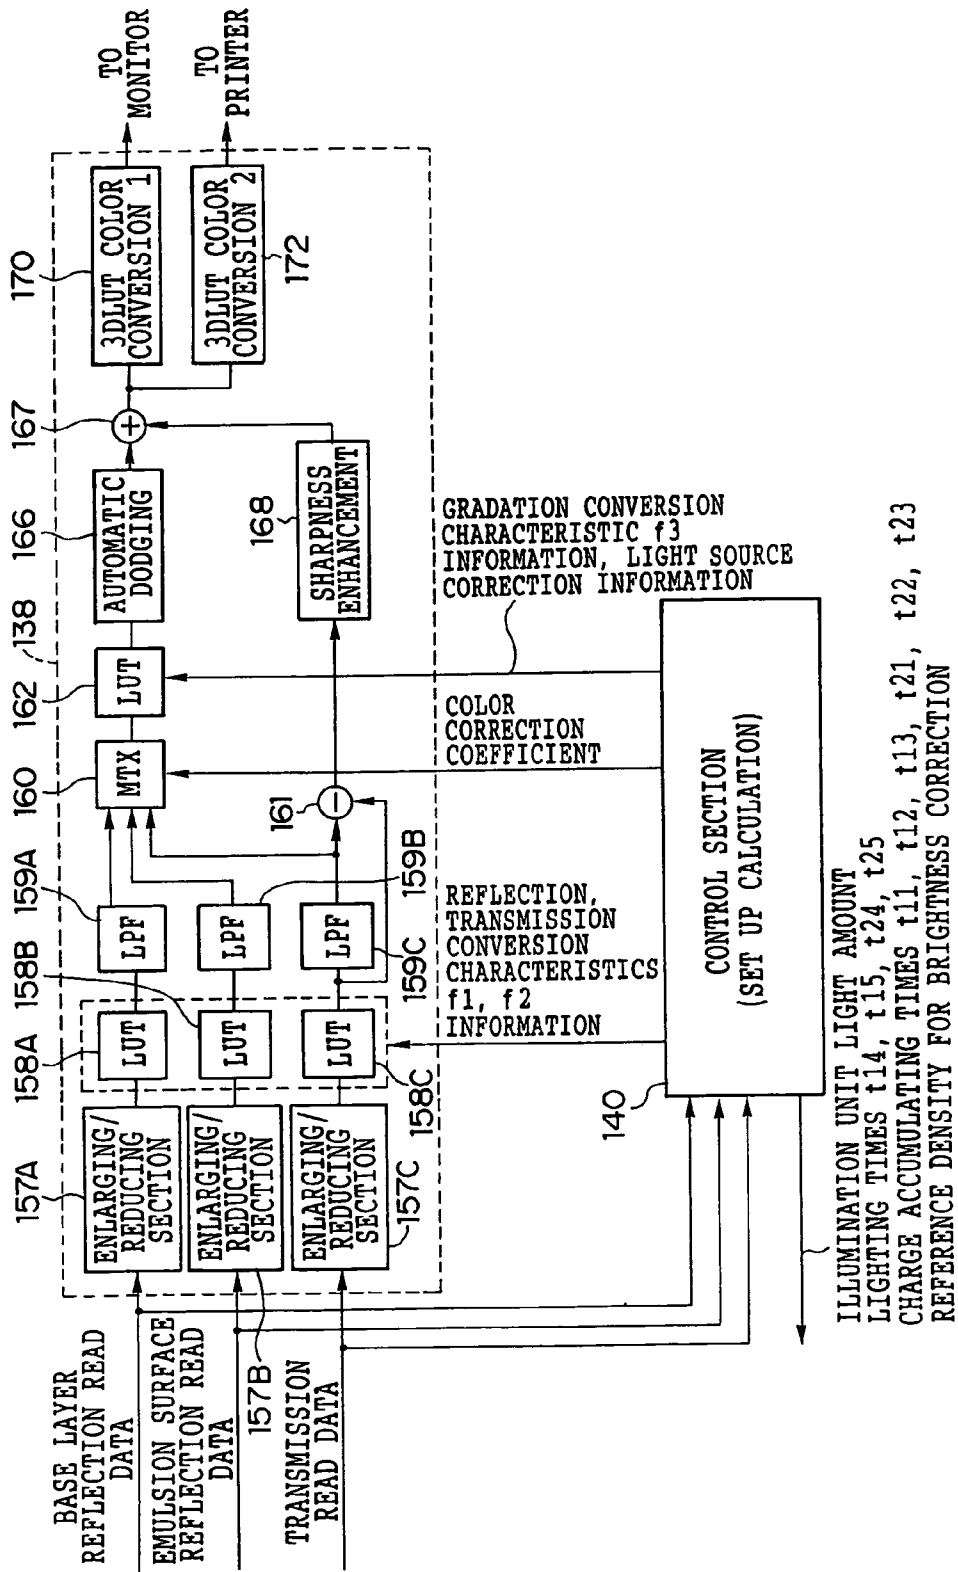 BASE LAYER
REFLECTION READ
DATA
EMULSION SURFACE
REFLECTION READ
DATA
TRANSMISSION
READ DATA
157A
ENLARGING/
REDUCING
SECTION
157B
ENLARGING/
REDUCING
SECTION
157C
ENLARGING/
REDUCING
SECTION
158A
LUT
158B
LUT
158C
LUT
159A
LPF
159B
LPF
159C
LPF
160
MTX
161
−
162
LUT
138
166
AUTOMATIC
DODGING
167
+
168
SHARPNESS
ENHANCEMENT
170
3DLUT COLOR
CONVERSION 1
172
3DLUT COLOR
CONVERSION 2
TO
MONITOR
TO
PRINTER
REFLECTION,
TRANSMISSION
CONVERSION
CHARACTERISTICS
f1, f2
INFORMATION
COLOR
CORRECTION
COEFFICIENT
GRADATION CONVERSION
CHARACTERISTIC f3
INFORMATION, LIGHT SOURCE
CORRECTION INFORMATION
140
CONTROL SECTION
(SET UP CALCULATION)
ILLUMINATION UNIT LIGHT AMOUNT
LIGHTING TIMES t14, t15, t24, t25
CHARGE ACCUMULATING TIMES t11, t12, t13, t21, t22, t23
REFERENCE DENSITY FOR BRIGHTNESS CORRECTION